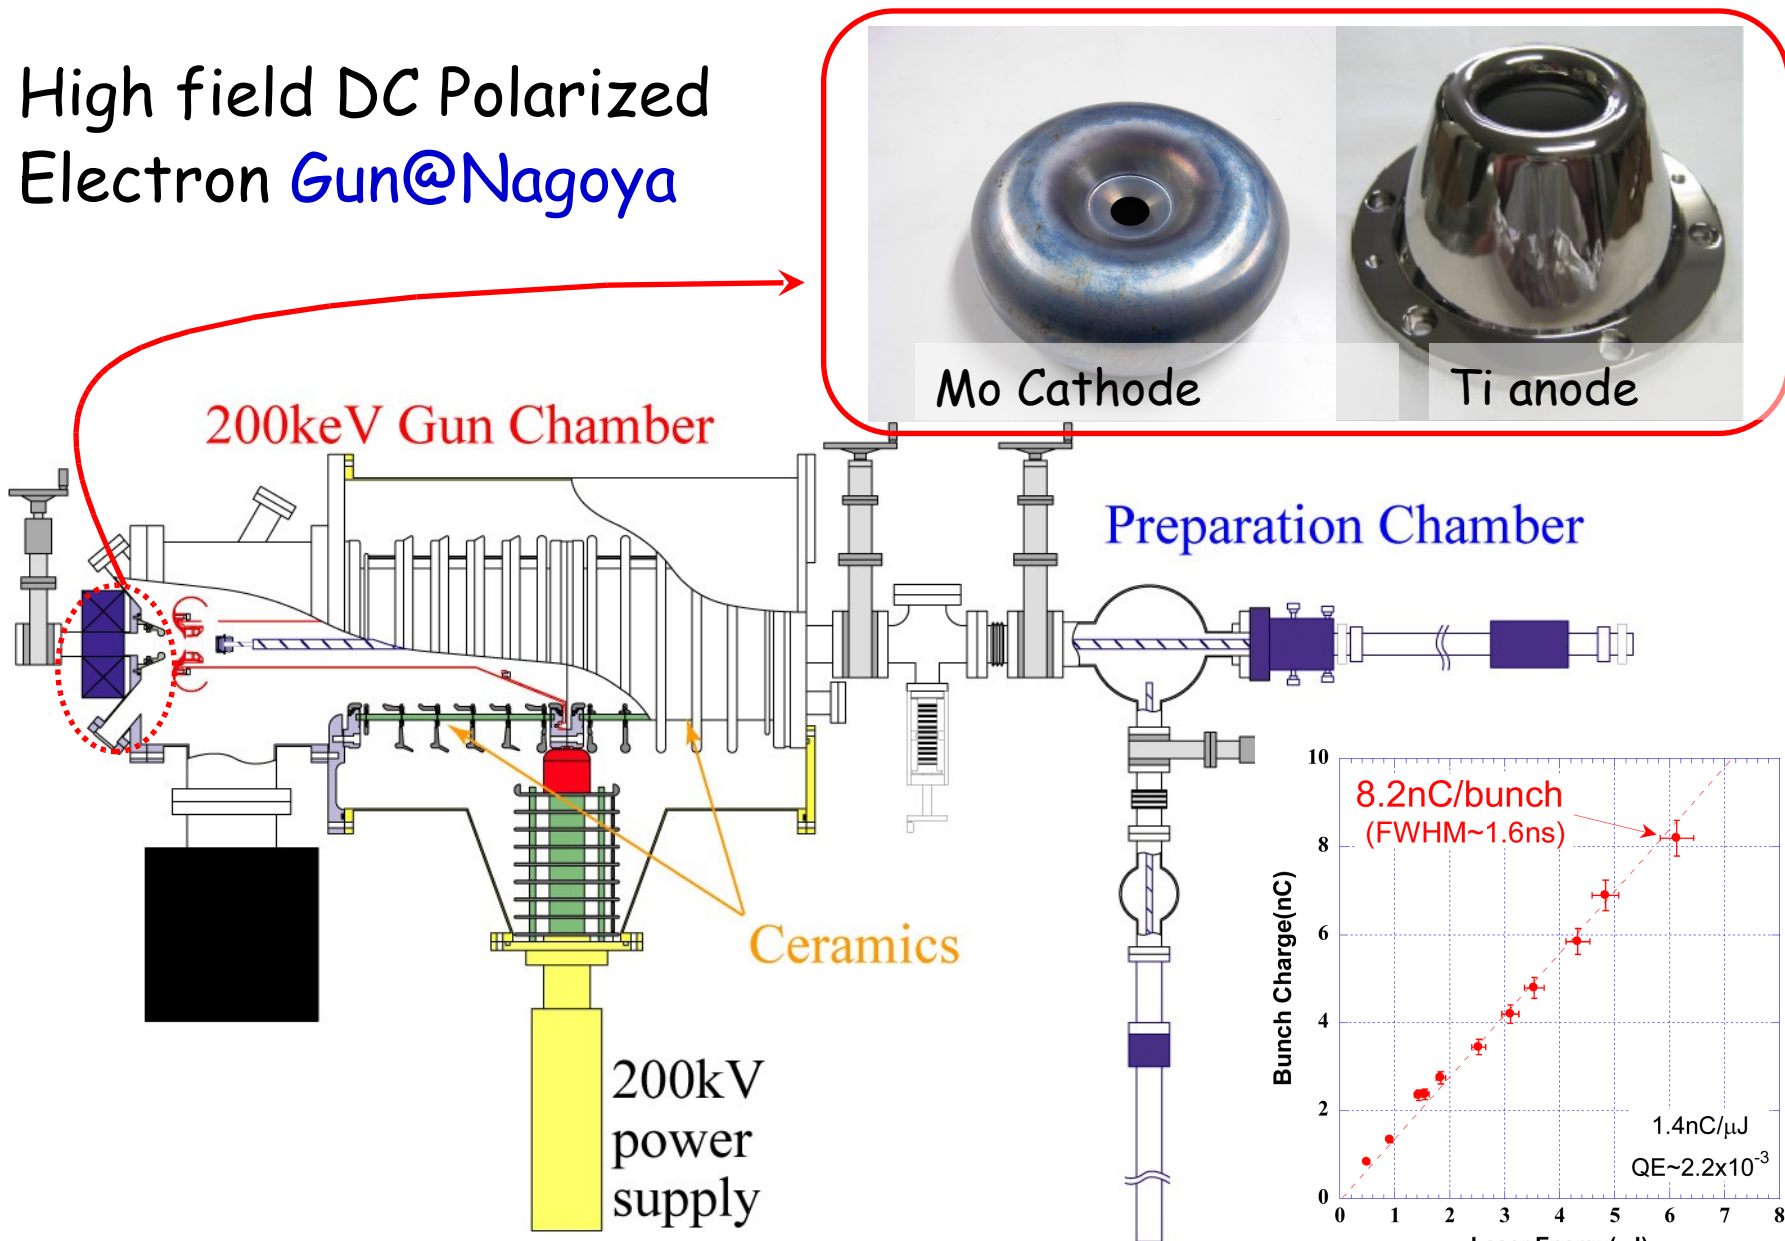 High field DC Polarized
Electron Gun@Nagoya
Mo Cathode
Ti anode
200keV Gun Chamber
Preparation Chamber
Ceramics
200kV
power
supply
8.2nC/bunch
(FWHM~1.6ns)
Bunch Charge(nC)
10
8
6
4
2
0
1.4nC/μJ
QE~2.2x10⁻³
0 1 2 3 4 5 6 7 8